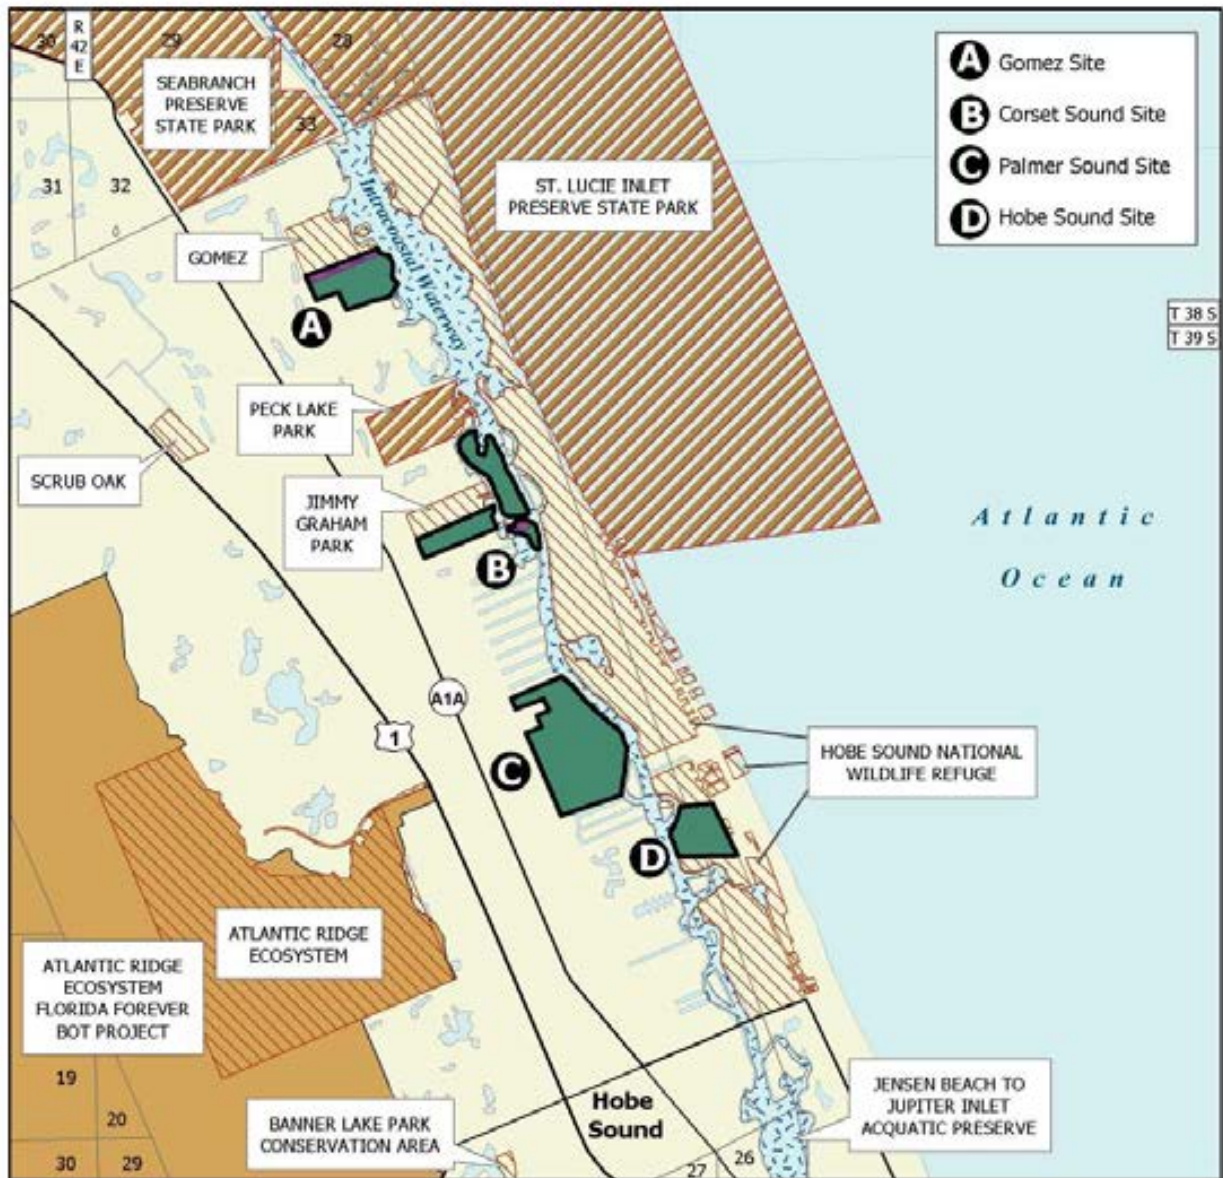 30
R
42
E
29
28
A Gomez Site
B Corset Sound Site
C Palmer Sound Site
D Hobe Sound Site
SEABRANCH
PRESERVE
STATE PARK
33
31
32
ST. LUCIE INLET
PRESERVE STATE PARK
Intracoastal Waterway
GOMEZ
A
T 38 S
T 39 S
PECK LAKE
PARK
SCRUB OAK
JIMMY
GRAHAM
PARK
B
Atlantic
Ocean
A1A
1
C
HOBE SOUND NATIONAL
WILDLIFE REFUGE
D
ATLANTIC RIDGE
ECOSYSTEM
ATLANTIC RIDGE
ECOSYSTEM
FLORIDA FOREVER
BOT PROJECT
19
20
30
29
BANNER LAKE PARK
CONSERVATION AREA
Hobe
Sound
JENSEN BEACH TO
JUPITER INLET
ACQUATIC PRESERVE
27
26